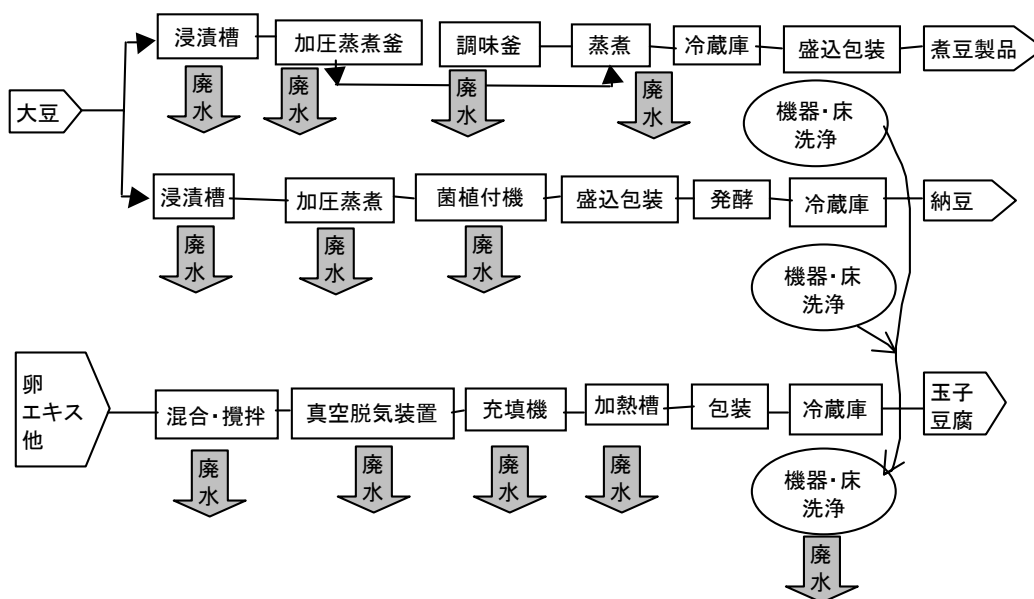 浸漬槽
加圧蒸煮釜
調味釜
蒸煮
冷蔵庫
盛込包装
煮豆製品
廃
水
廃
水
廃
水
廃
水
大豆
機器・床
洗浄
浸漬槽
加圧蒸煮
菌植付機
盛込包装
発酵
冷蔵庫
納豆
廃
水
廃
水
廃
水
機器・床
洗浄
卵
エキス
他
混合・攪拌
真空脱気装置
充填機
加熱槽
包装
冷蔵庫
玉子
豆腐
廃
水
廃
水
廃
水
廃
水
機器・床
洗浄
廃
水